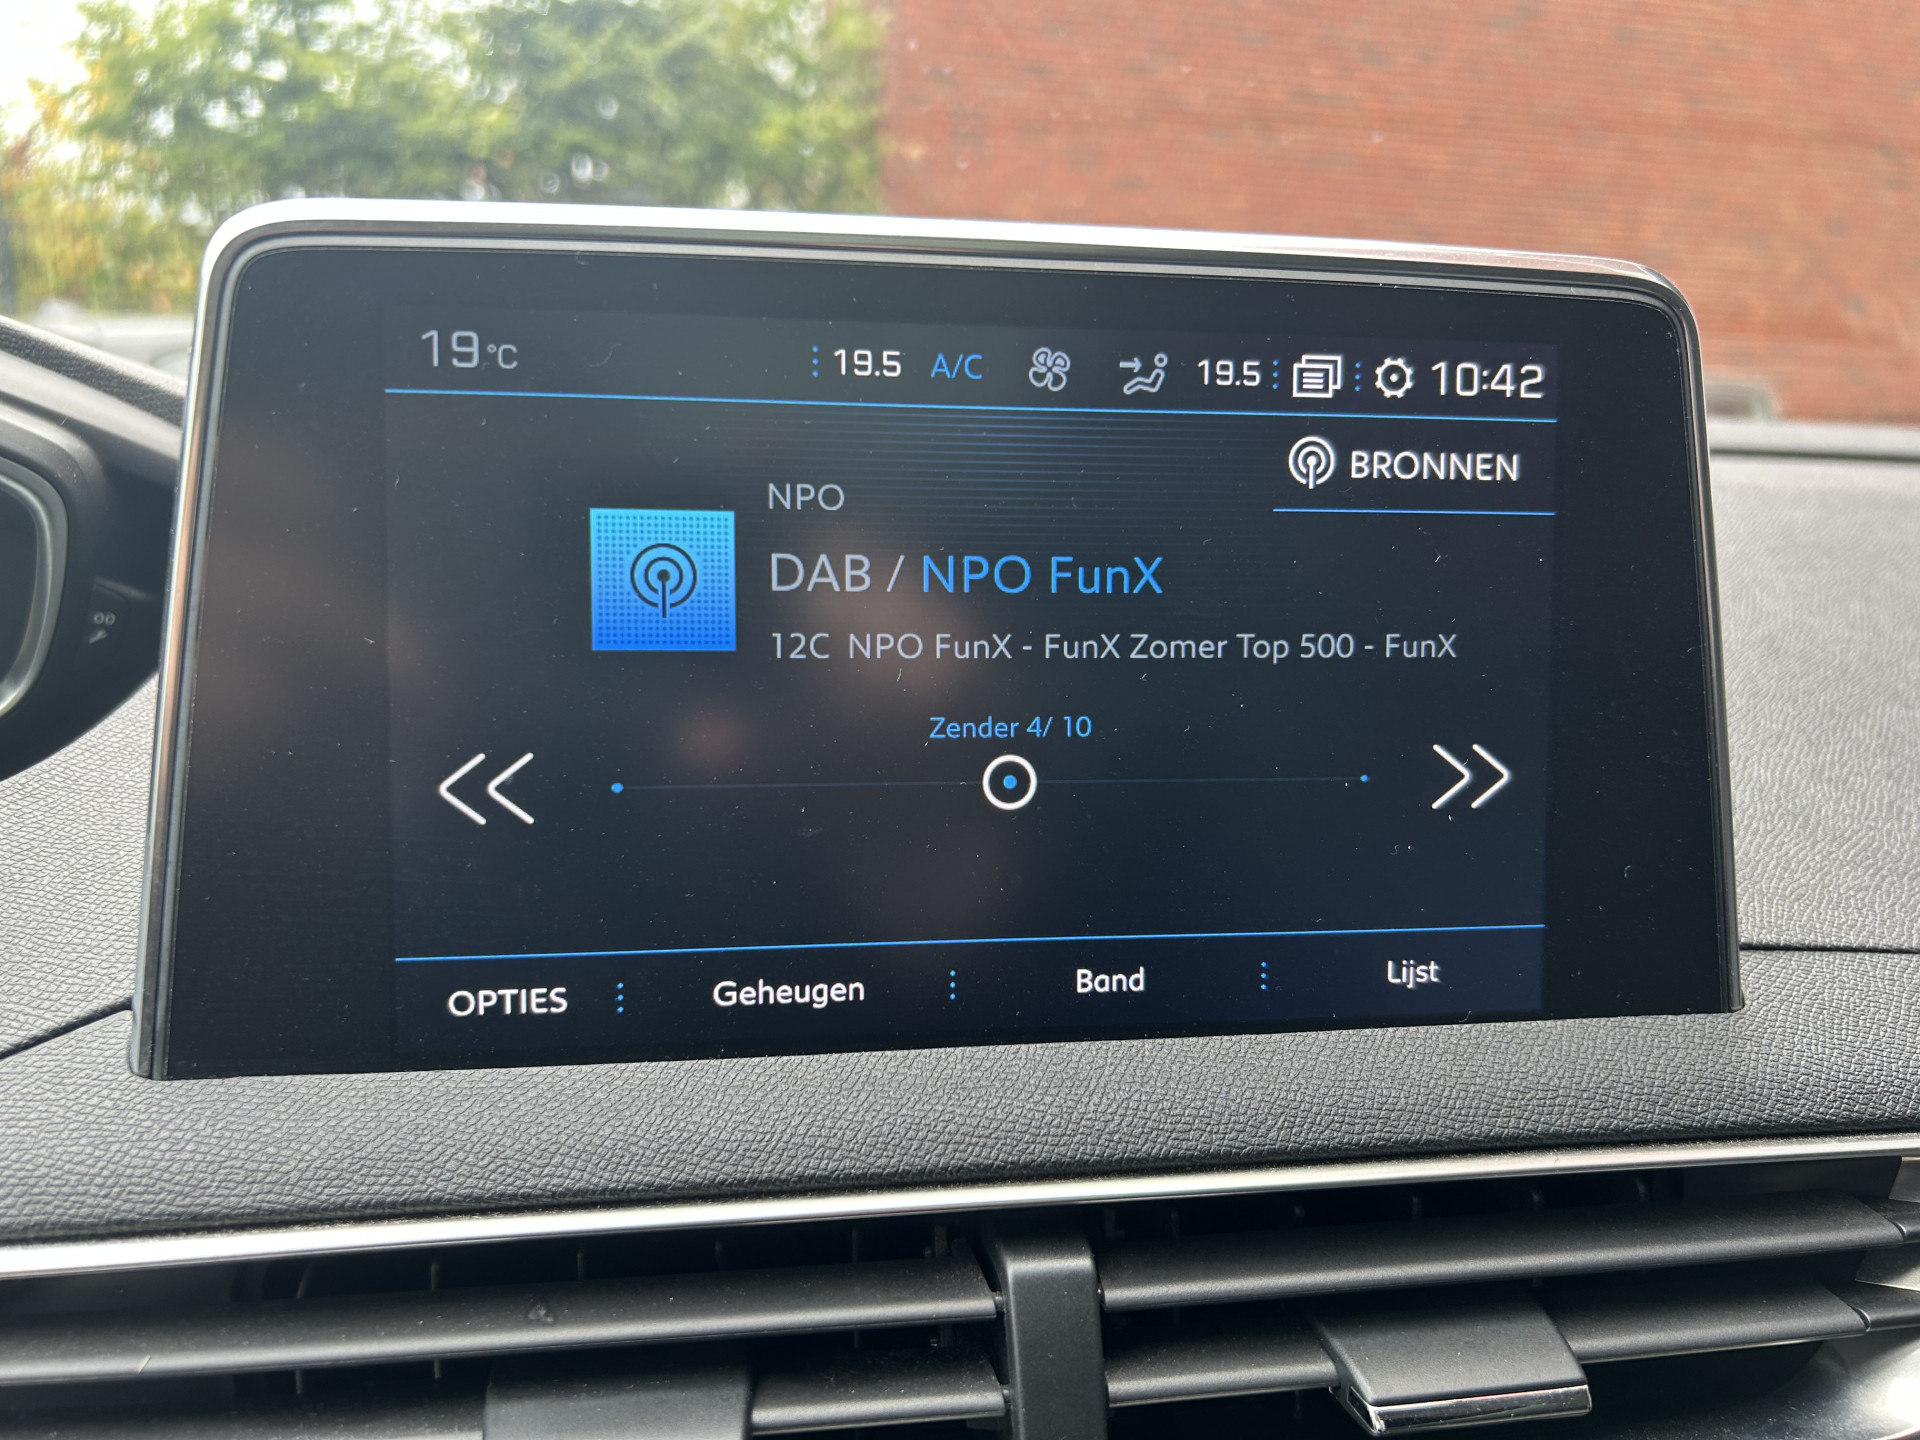 19°C 19.5 A/C 19.5 10:42
BRONNEN
NPO
DAB / NPO FunX
12C NPO FunX - FunX Zomer Top 500 - FunX
Zender 4/ 10
OPTIES Geheugen Band Lijst